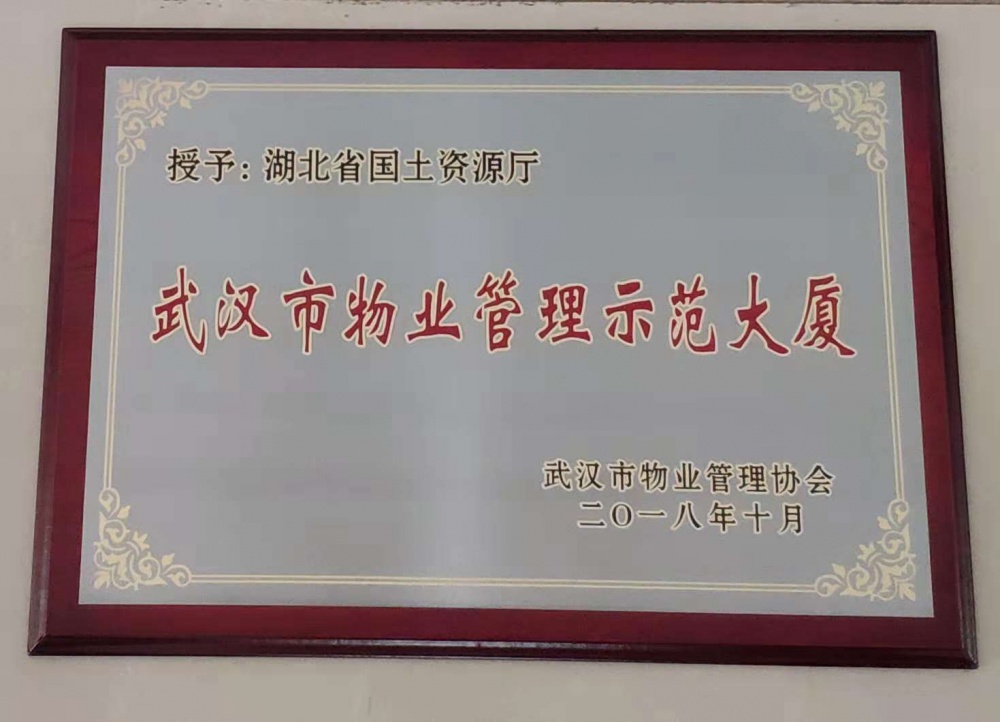 授予：湖北省国土资源厅
武汉市物业管理示范大厦
武汉市物业管理协会
二〇一八年十月